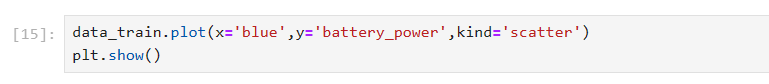 [15]: data_train.plot(x='blue',y='battery_power',kind='scatter')
plt.show()